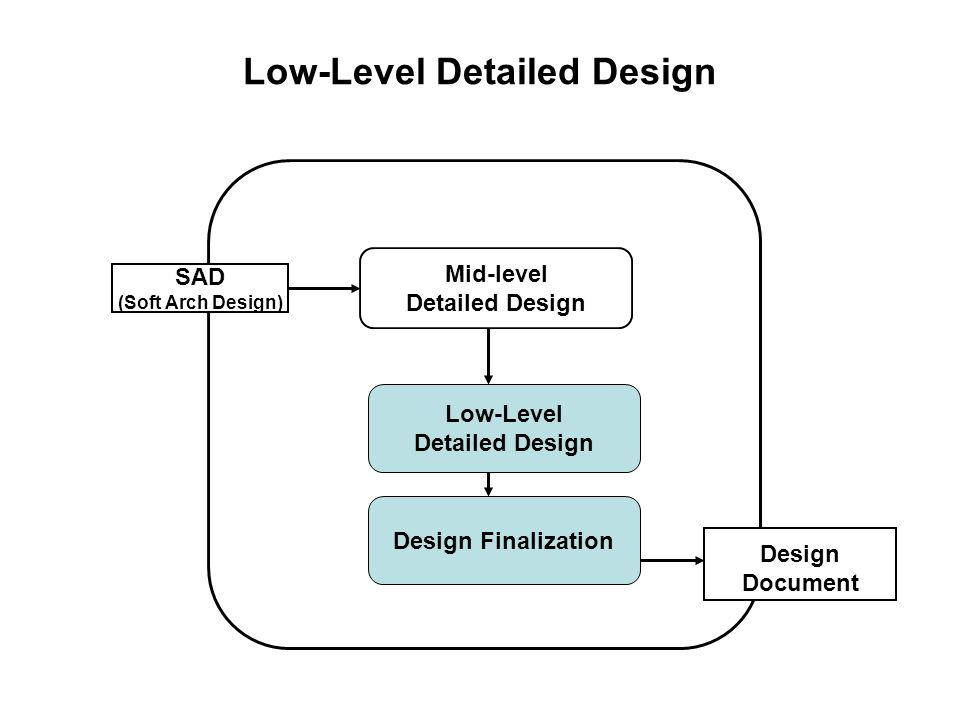 Low-Level Detailed Design
SAD
(Soft Arch Design)
Mid-level
Detailed Design
Low-Level
Detailed Design
Design Finalization
Design
Document